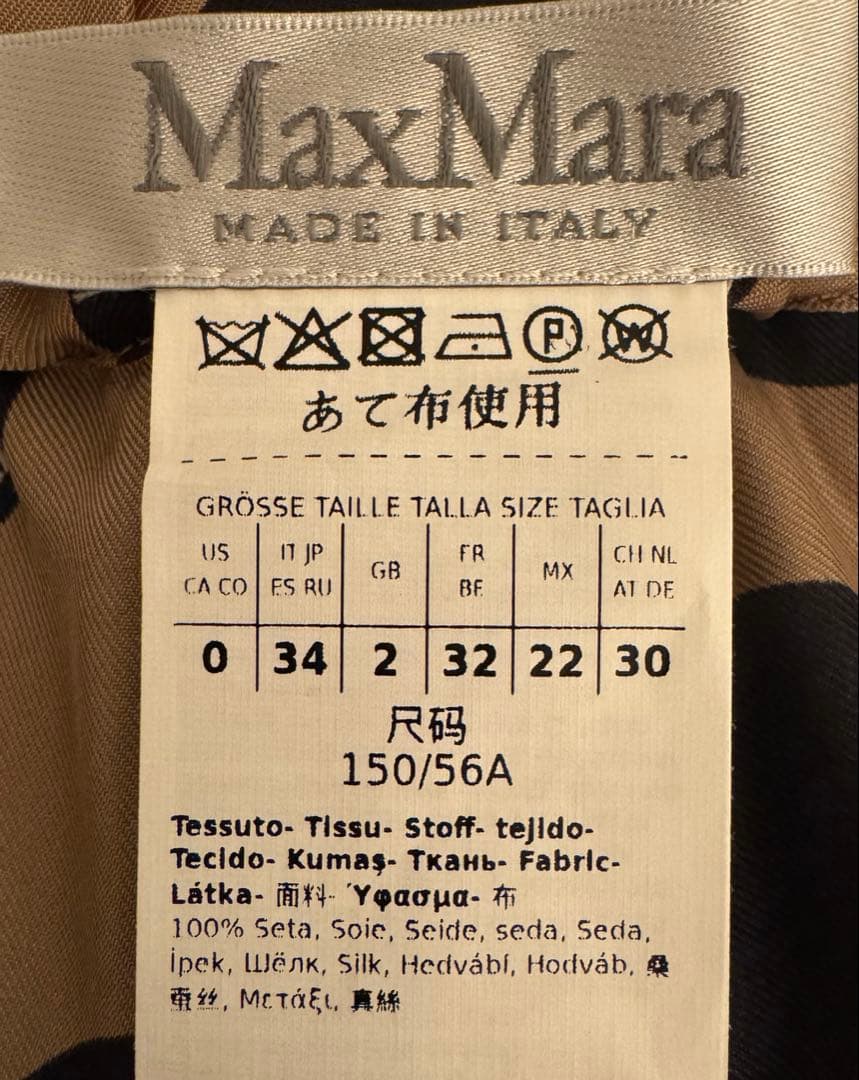 MaxMara
MADE IN ITALY
P W
あて布使用
GRÖSSE TAILLE TALLA SIZE TAGLIA
US IT JP GB FR MX CH NL
CA CO ES RU BE AT DE
0 34 2 32 22 30
尺码
150/56A
Tessuto- Tissu- Stoff- tejido-
Tecido- Kumaş- Ткань- Fabric-
Látka- 面料- Ύφασμα- 布
100% Seta, Soie, Seide, seda, Seda,
İpek, Шёлк, Silk, Hedvábí, Hodváb, 桑
蚕丝, Μετάξι, 真絲